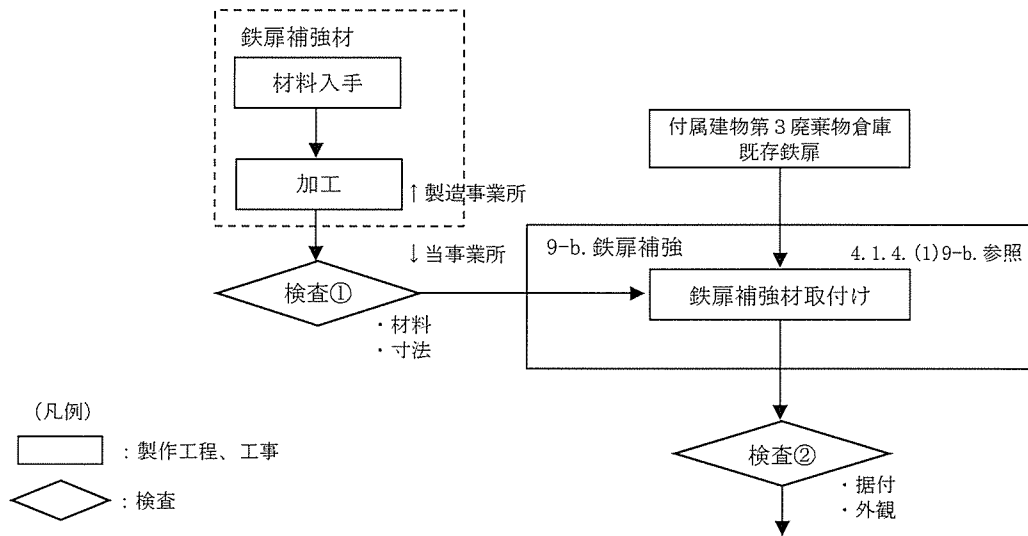 鉄扉補強材
材料入手
加工
↑製造事業所
↓当事業所
検査①
・材料
・寸法
付属建物第3廃棄物倉庫
既存鉄扉
9-b. 鉄扉補強
4.1.4. (1)9-b. 参照
鉄扉補強材取付け
検査②
・据付
・外観
(凡例)
：製作工程、工事
：検査